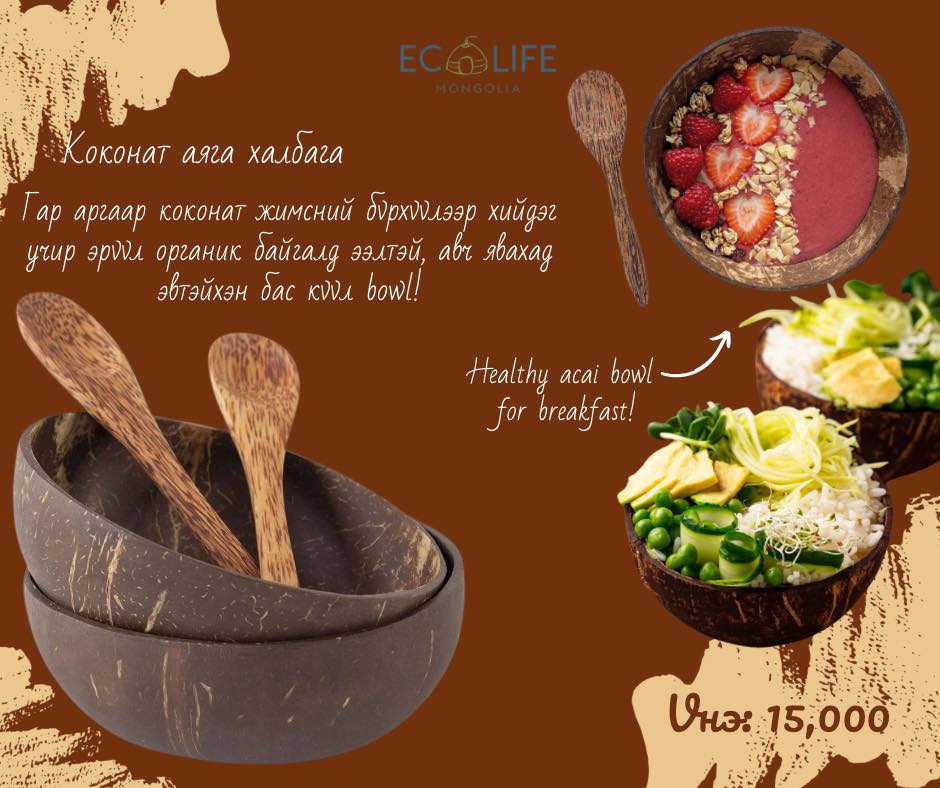 ECOLIFE
MONGOLIA
Коконат аяга халбага
Гар аргаар коконат жимсний бүрхүүлээр хийдэг
учир эрүүл органик байгалд ээлтэй, авч явахад
эвтэйхэн бас күүл bowl!
Healthy acai bowl
for breakfast!
Үнэ: 15,000